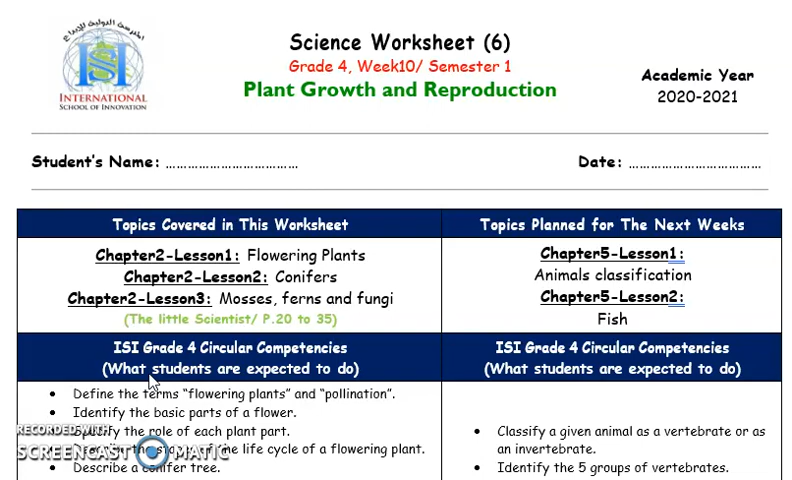 المدرسة الدولية للإبداع
ISI
INTERNATIONAL
SCHOOL OF INNOVATION
Science Worksheet (6)
Grade 4, Week10/ Semester 1
Plant Growth and Reproduction
Academic Year
2020-2021
Student’s Name: ……………………………
Date: ………………………………
Topics Covered in This Worksheet
Chapter2-Lesson1: Flowering Plants
Chapter2-Lesson2: Conifers
Chapter2-Lesson3: Mosses, ferns and fungi
(The little Scientist/ P.20 to 35)
Topics Planned for The Next Weeks
Chapter5-Lesson1:
Animals classification
Chapter5-Lesson2:
Fish
ISI Grade 4 Circular Competencies
(What students are expected to do)
• Define the terms “flowering plants” and “pollination”.
• Identify the basic parts of a flower.
Specify the role of each plant part.
the life cycle of a flowering plant.
• Describe a conifer tree.
ISI Grade 4 Circular Competencies
(What students are expected to do)
• Classify a given animal as a vertebrate or as
an invertebrate.
• Identify the 5 groups of vertebrates.
RECORDED WITH
SCREENCAST MATIC